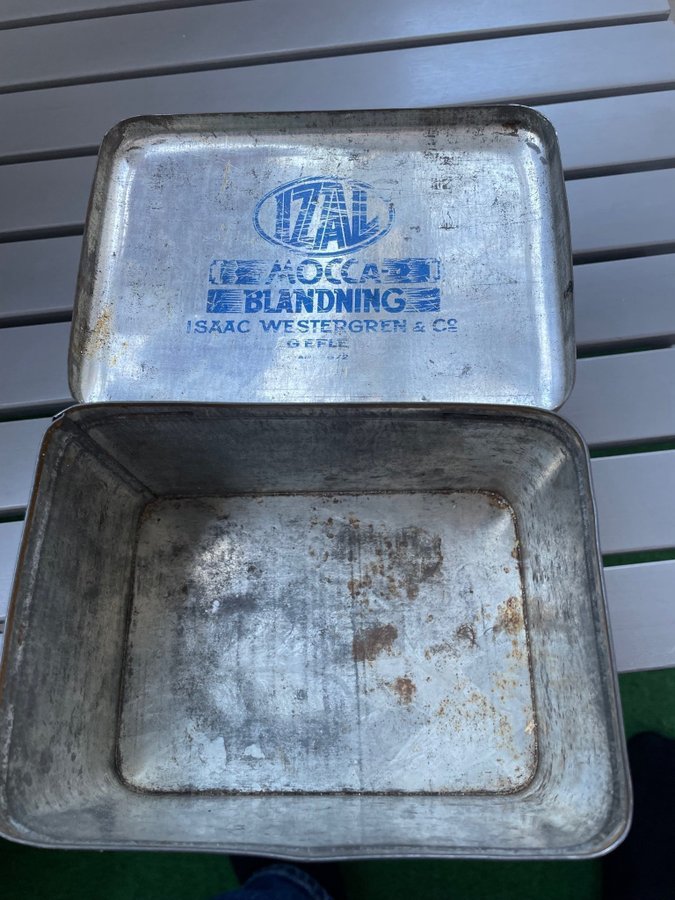 IZAL
MOCCA-
BLANDNING
ISAAC WESTERGREN & Co
GEFLE